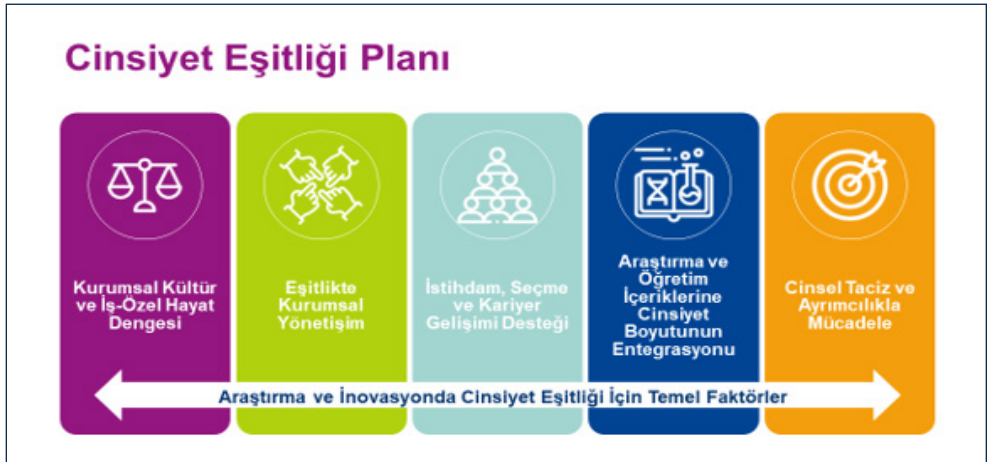 Cinsiyet Eşitliği Planı
Kurumsal Kültür
ve İş-Özel Hayat
Dengesi
Eşitlikte
Kurumsal
Yönetişim
İstihdam, Seçme
ve Kariyer
Gelişimi Desteği
Araştırma ve
Öğretim
İçeriklerine
Cinsiyet
Boyutunun
Entegrasyonu
Cinsel Taciz ve
Ayrımcılıkla
Mücadele
Araştırma ve İnovasyonda Cinsiyet Eşitliği İçin Temel Faktörler